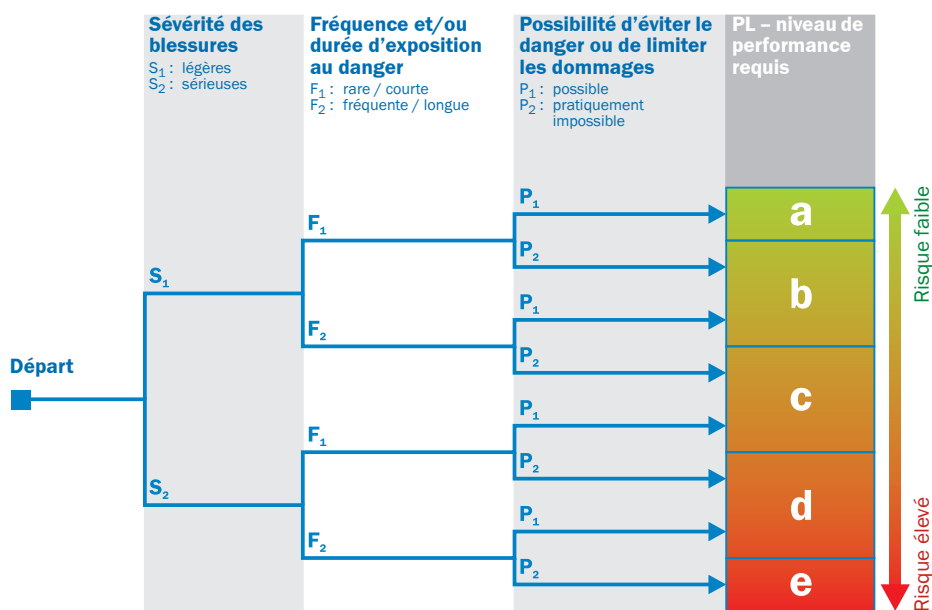 Sévérité des
blessures
S₁ : légères
S₂ : sérieuses
Fréquence et/ou
durée d’exposition
au danger
F₁ : rare / courte
F₂ : fréquente / longue
Possibilité d’éviter le
danger ou de limiter
les dommages
P₁ : possible
P₂ : pratiquement
impossible
PL – niveau de
performance
requis
Départ
S₁
S₂
F₁
F₂
F₁
F₂
P₁
P₂
P₁
P₂
P₁
P₂
P₁
P₂
a
b
c
d
e
Risque faible
Risque élevé